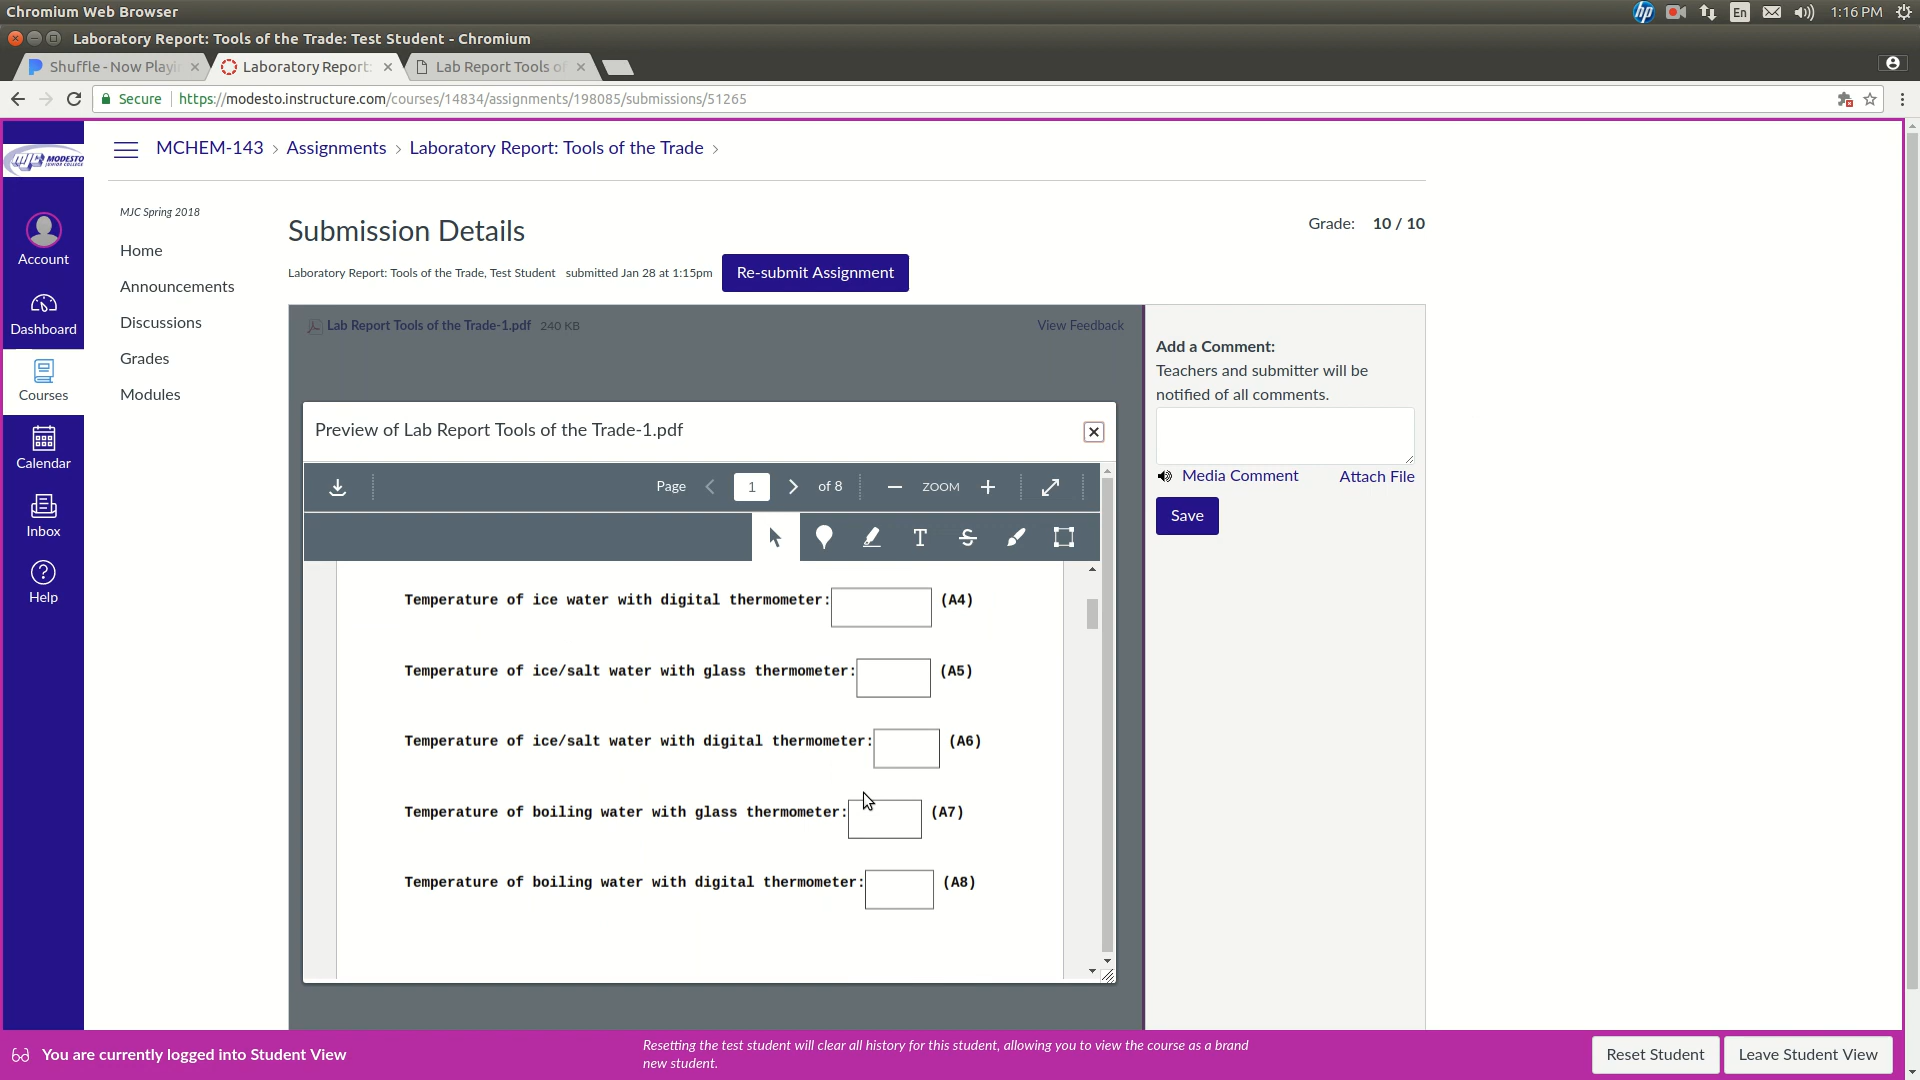 Chromium Web Browser
hp
En
1:16 PM
Laboratory Report: Tools of the Trade: Test Student - Chromium
Shuffle - Now Playi
Laboratory Report:
Lab Report Tools of
Secure
https://modesto.instructure.com/courses/14834/assignments/198085/submissions/51265
MJC MODESTO
JUNIOR COLLEGE
MCHEM-143 › Assignments › Laboratory Report: Tools of the Trade ›
Account
Dashboard
Courses
Calendar
Inbox
Help
MJC Spring 2018
Home
Announcements
Discussions
Grades
Modules
Submission Details
Grade: 10 / 10
Laboratory Report: Tools of the Trade, Test Student submitted Jan 28 at 1:15pm
Re-submit Assignment
Lab Report Tools of the Trade-1.pdf 240 KB
View Feedback
Preview of Lab Report Tools of the Trade-1.pdf
Page 1 of 8
ZOOM
T
S
Temperature of ice water with digital thermometer: (A4)
Temperature of ice/salt water with glass thermometer: (A5)
Temperature of ice/salt water with digital thermometer: (A6)
Temperature of boiling water with glass thermometer: (A7)
Temperature of boiling water with digital thermometer: (A8)
Add a Comment:
Teachers and submitter will be
notified of all comments.
Media Comment
Attach File
Save
You are currently logged into Student View
Resetting the test student will clear all history for this student, allowing you to view the course as a brand
new student.
Reset Student
Leave Student View